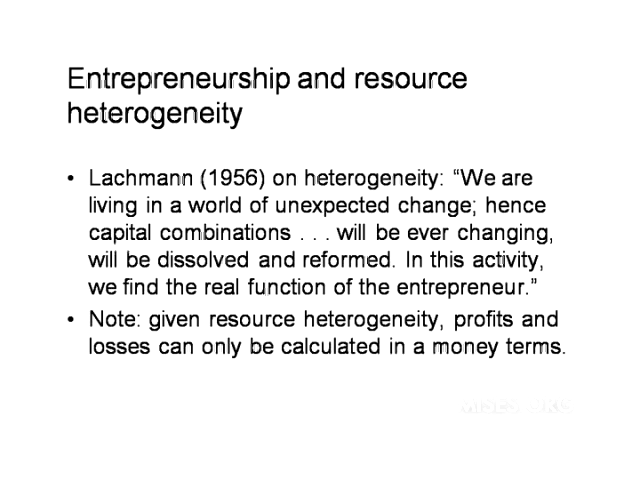 Entrepreneurship and resource
heterogeneity
• Lachmann (1956) on heterogeneity: “We are
living in a world of unexpected change; hence
capital combinations . . . will be ever changing,
will be dissolved and reformed. In this activity,
we find the real function of the entrepreneur.”
• Note: given resource heterogeneity, profits and
losses can only be calculated in a money terms.